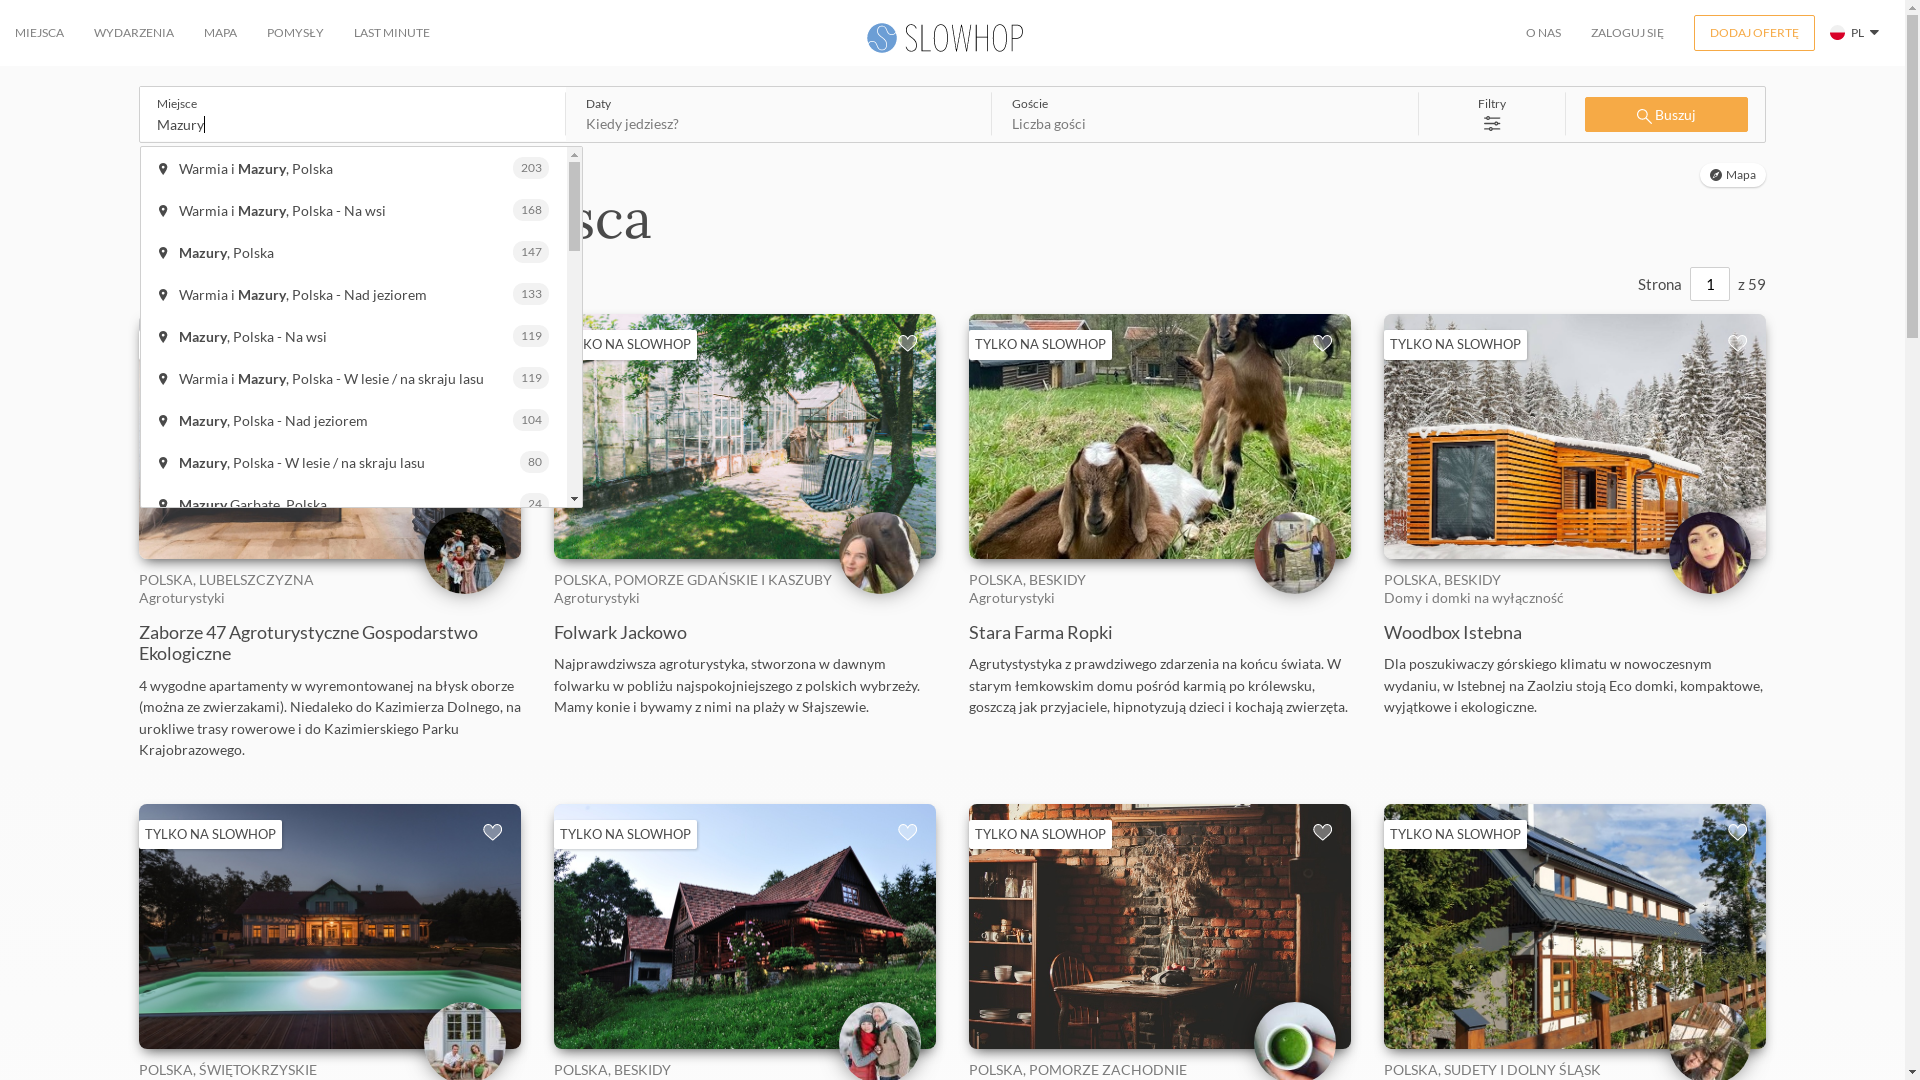 MIEJSCA
WYDARZENIA
MAPA
POMYSŁY
LAST MINUTE
SLOWHOP
O NAS
ZALOGUJ SIĘ
DODAJ OFERTĘ
PL
Miejsce
Mazury
Daty
Kiedy jedziesz?
Goście
Liczba gości
Filtry
Buszuj
Warmia i Mazury, Polska 203
Warmia i Mazury, Polska - Na wsi 168
Mazury, Polska 147
Warmia i Mazury, Polska - Nad jeziorem 133
Mazury, Polska - Na wsi 119
Warmia i Mazury, Polska - W lesie / na skraju lasu 119
Mazury, Polska - Nad jeziorem 104
Mazury, Polska - W lesie / na skraju lasu 80
Mazury Garbate, Polska 24
Mapa
sca
Strona 1 z 59
KO NA SLOWHOP
TYLKO NA SLOWHOP
TYLKO NA SLOWHOP
POLSKA, LUBELSZCZYZNA
Agroturystyki
Zaborze 47 Agroturystyczne Gospodarstwo
Ekologiczne
4 wygodne apartamenty w wyremontowanej na błysk oborze
(można ze zwierzakami). Niedaleko do Kazimierza Dolnego, na
urokliwe trasy rowerowe i do Kazimierskiego Parku
Krajobrazowego.
POLSKA, POMORZE GDAŃSKIE I KASZUBY
Agroturystyki
Folwark Jackowo
Najprawdziwsza agroturystyka, stworzona w dawnym
folwarku w pobliżu najspokojniejszego z polskich wybrzeży.
Mamy konie i bywamy z nimi na plaży w Słajszewie.
POLSKA, BESKIDY
Agroturystyki
Stara Farma Ropki
Agrutystystyka z prawdziwego zdarzenia na końcu świata. W
starym łemkowskim domu pośród karmią po królewsku,
goszczą jak przyjaciele, hipnotyzują dzieci i kochają zwierzęta.
POLSKA, BESKIDY
Domy i domki na wyłączność
Woodbox Istebna
Dla poszukiwaczy górskiego klimatu w nowoczesnym
wydaniu, w Istebnej na Zaolziu stoją Eco domki, kompaktowe,
wyjątkowe i ekologiczne.
TYLKO NA SLOWHOP
TYLKO NA SLOWHOP
TYLKO NA SLOWHOP
TYLKO NA SLOWHOP
POLSKA, ŚWIĘTOKRZYSKIE
POLSKA, BESKIDY
POLSKA, POMORZE ZACHODNIE
POLSKA, SUDETY I DOLNY ŚLĄSK